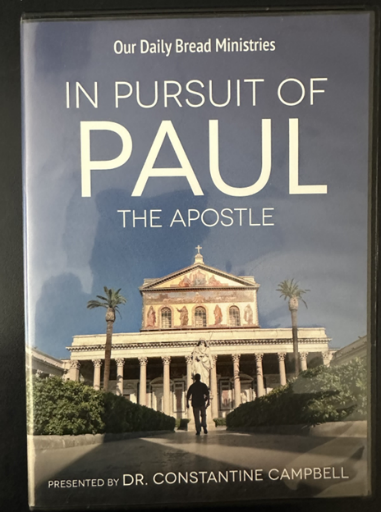 Our Daily Bread Ministries
IN PURSUIT OF
PAUL
THE APOSTLE
PRESENTED BY DR. CONSTANTINE CAMPBELL